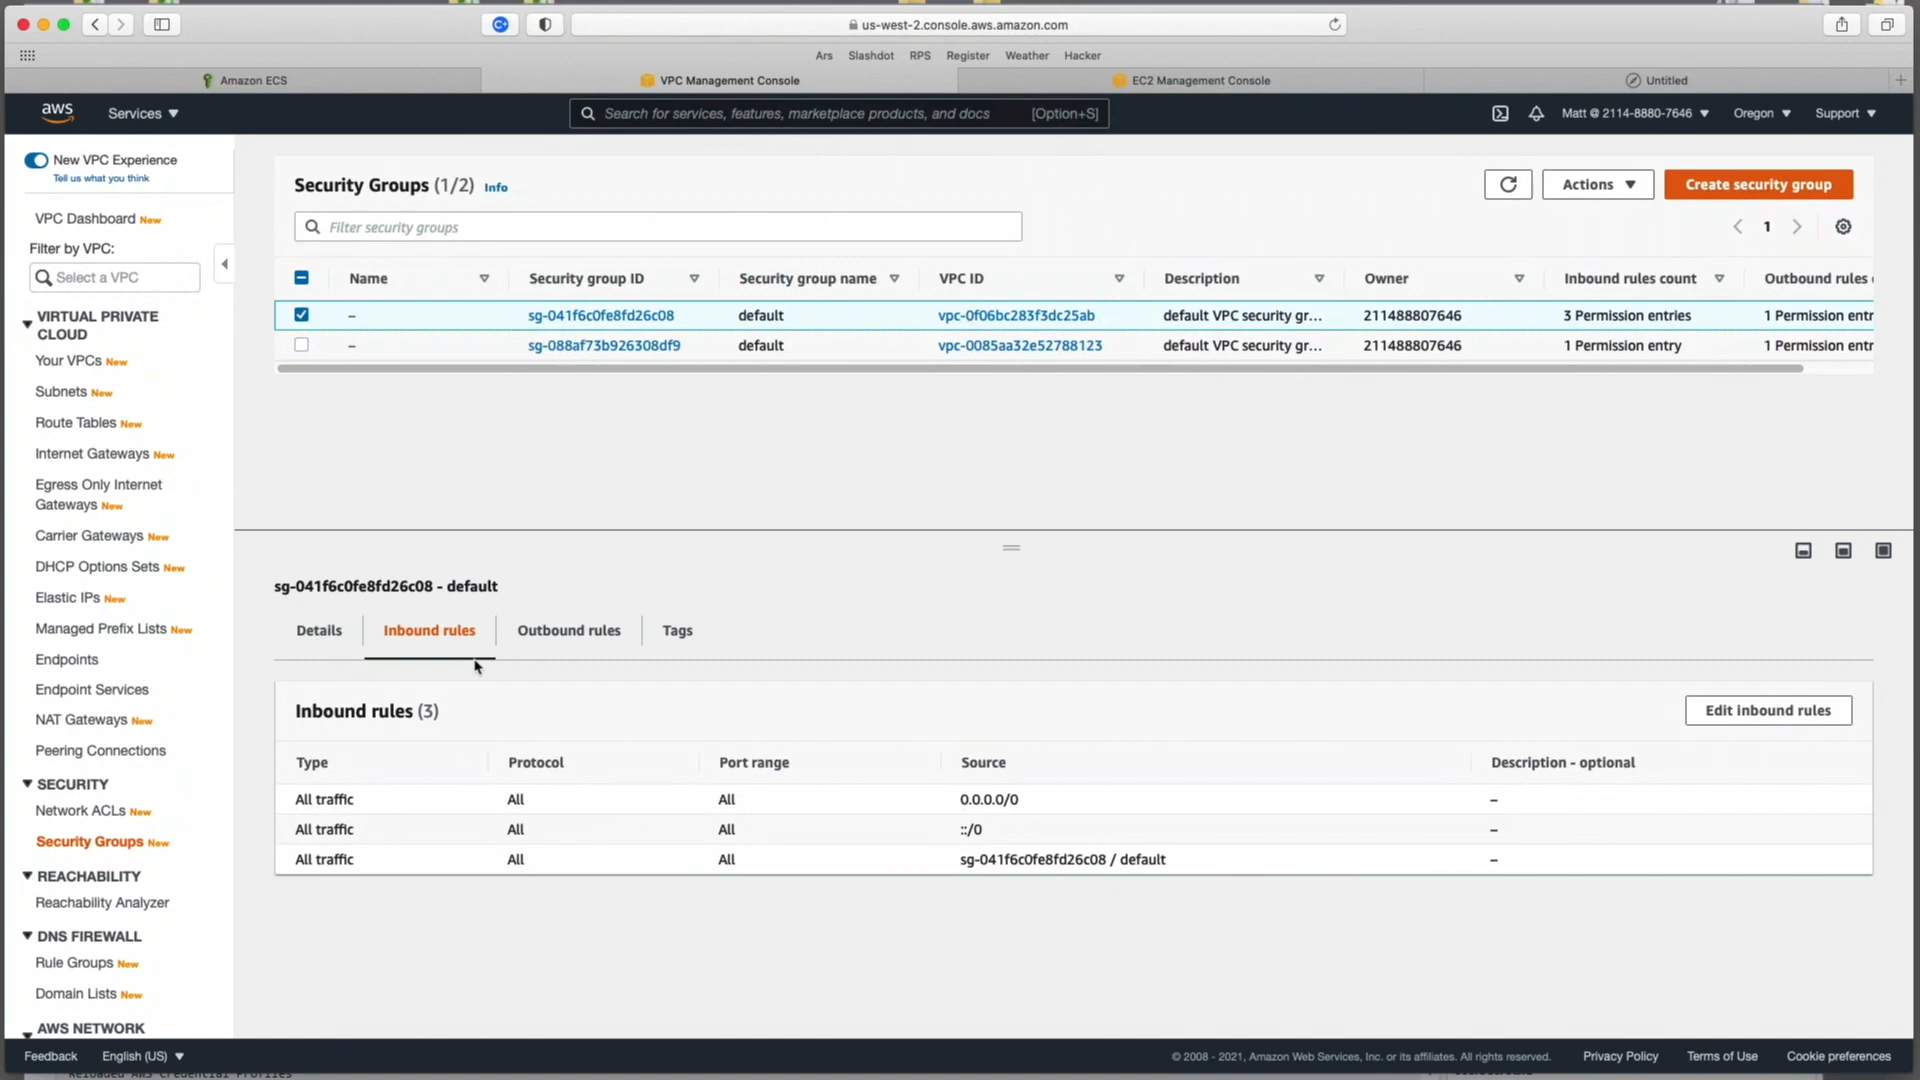 us-west-2.console.aws.amazon.com
Ars Slashdot RPS Register Weather Hacker
Amazon ECS
VPC Management Console
EC2 Management Console
Untitled
aws
Services
Search for services, features, marketplace products, and docs [Option+S]
Matt @ 2114-8880-7646
Oregon
Support
New VPC Experience
Tell us what you think
VPC Dashboard New
Filter by VPC:
Select a VPC
VIRTUAL PRIVATE
CLOUD
Your VPCs New
Subnets New
Route Tables New
Internet Gateways New
Egress Only Internet
Gateways New
Carrier Gateways New
DHCP Options Sets New
Elastic IPs New
Managed Prefix Lists New
Endpoints
Endpoint Services
NAT Gateways New
Peering Connections
SECURITY
Network ACLs New
Security Groups New
REACHABILITY
Reachability Analyzer
DNS FIREWALL
Rule Groups New
Domain Lists New
AWS NETWORK
Security Groups (1/2) Info
Actions
Create security group
Filter security groups
1
Name Security group ID Security group name VPC ID Description Owner Inbound rules count Outbound rules
– sg-041f6c0fe8fd26c08 default vpc-0f06bc283f3dc25ab default VPC security gr... 211488807646 3 Permission entries 1 Permission entr
– sg-088af73b926308df9 default vpc-0085aa32e52788123 default VPC security gr... 211488807646 1 Permission entry 1 Permission entr
sg-041f6c0fe8fd26c08 - default
Details Inbound rules Outbound rules Tags
Inbound rules (3)
Edit inbound rules
Type Protocol Port range Source Description - optional
All traffic All All 0.0.0.0/0 –
All traffic All All ::/0 –
All traffic All All sg-041f6c0fe8fd26c08 / default –
Feedback English (US)
© 2008 - 2021, Amazon Web Services, Inc. or its affiliates. All rights reserved. Privacy Policy Terms of Use Cookie preferences